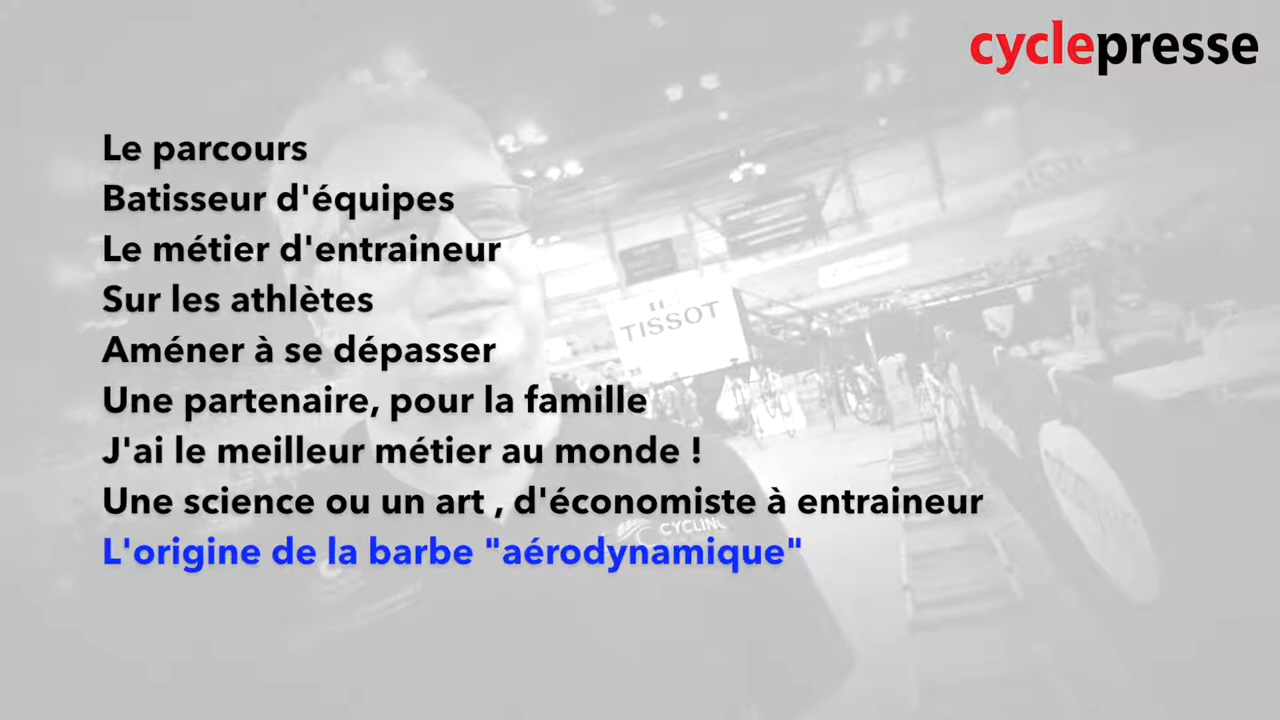 cyclepresse
Le parcours
Batisseur d'équipes
Le métier d'entraineur
Sur les athlètes
Améner à se dépasser
Une partenaire, pour la famille
J'ai le meilleur métier au monde !
Une science ou un art , d'économiste à entraineur
L'origine de la barbe "aérodynamique"
TISSOT
CYCLING